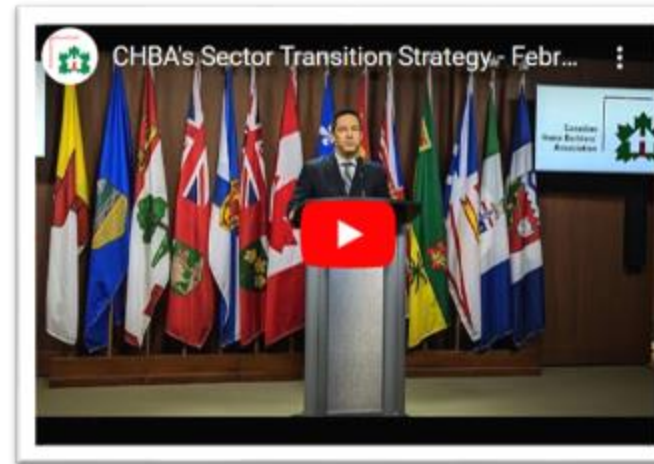 CHBA's Sector Transition Strategy - Febr...
Canadian
Home Builders'
Association